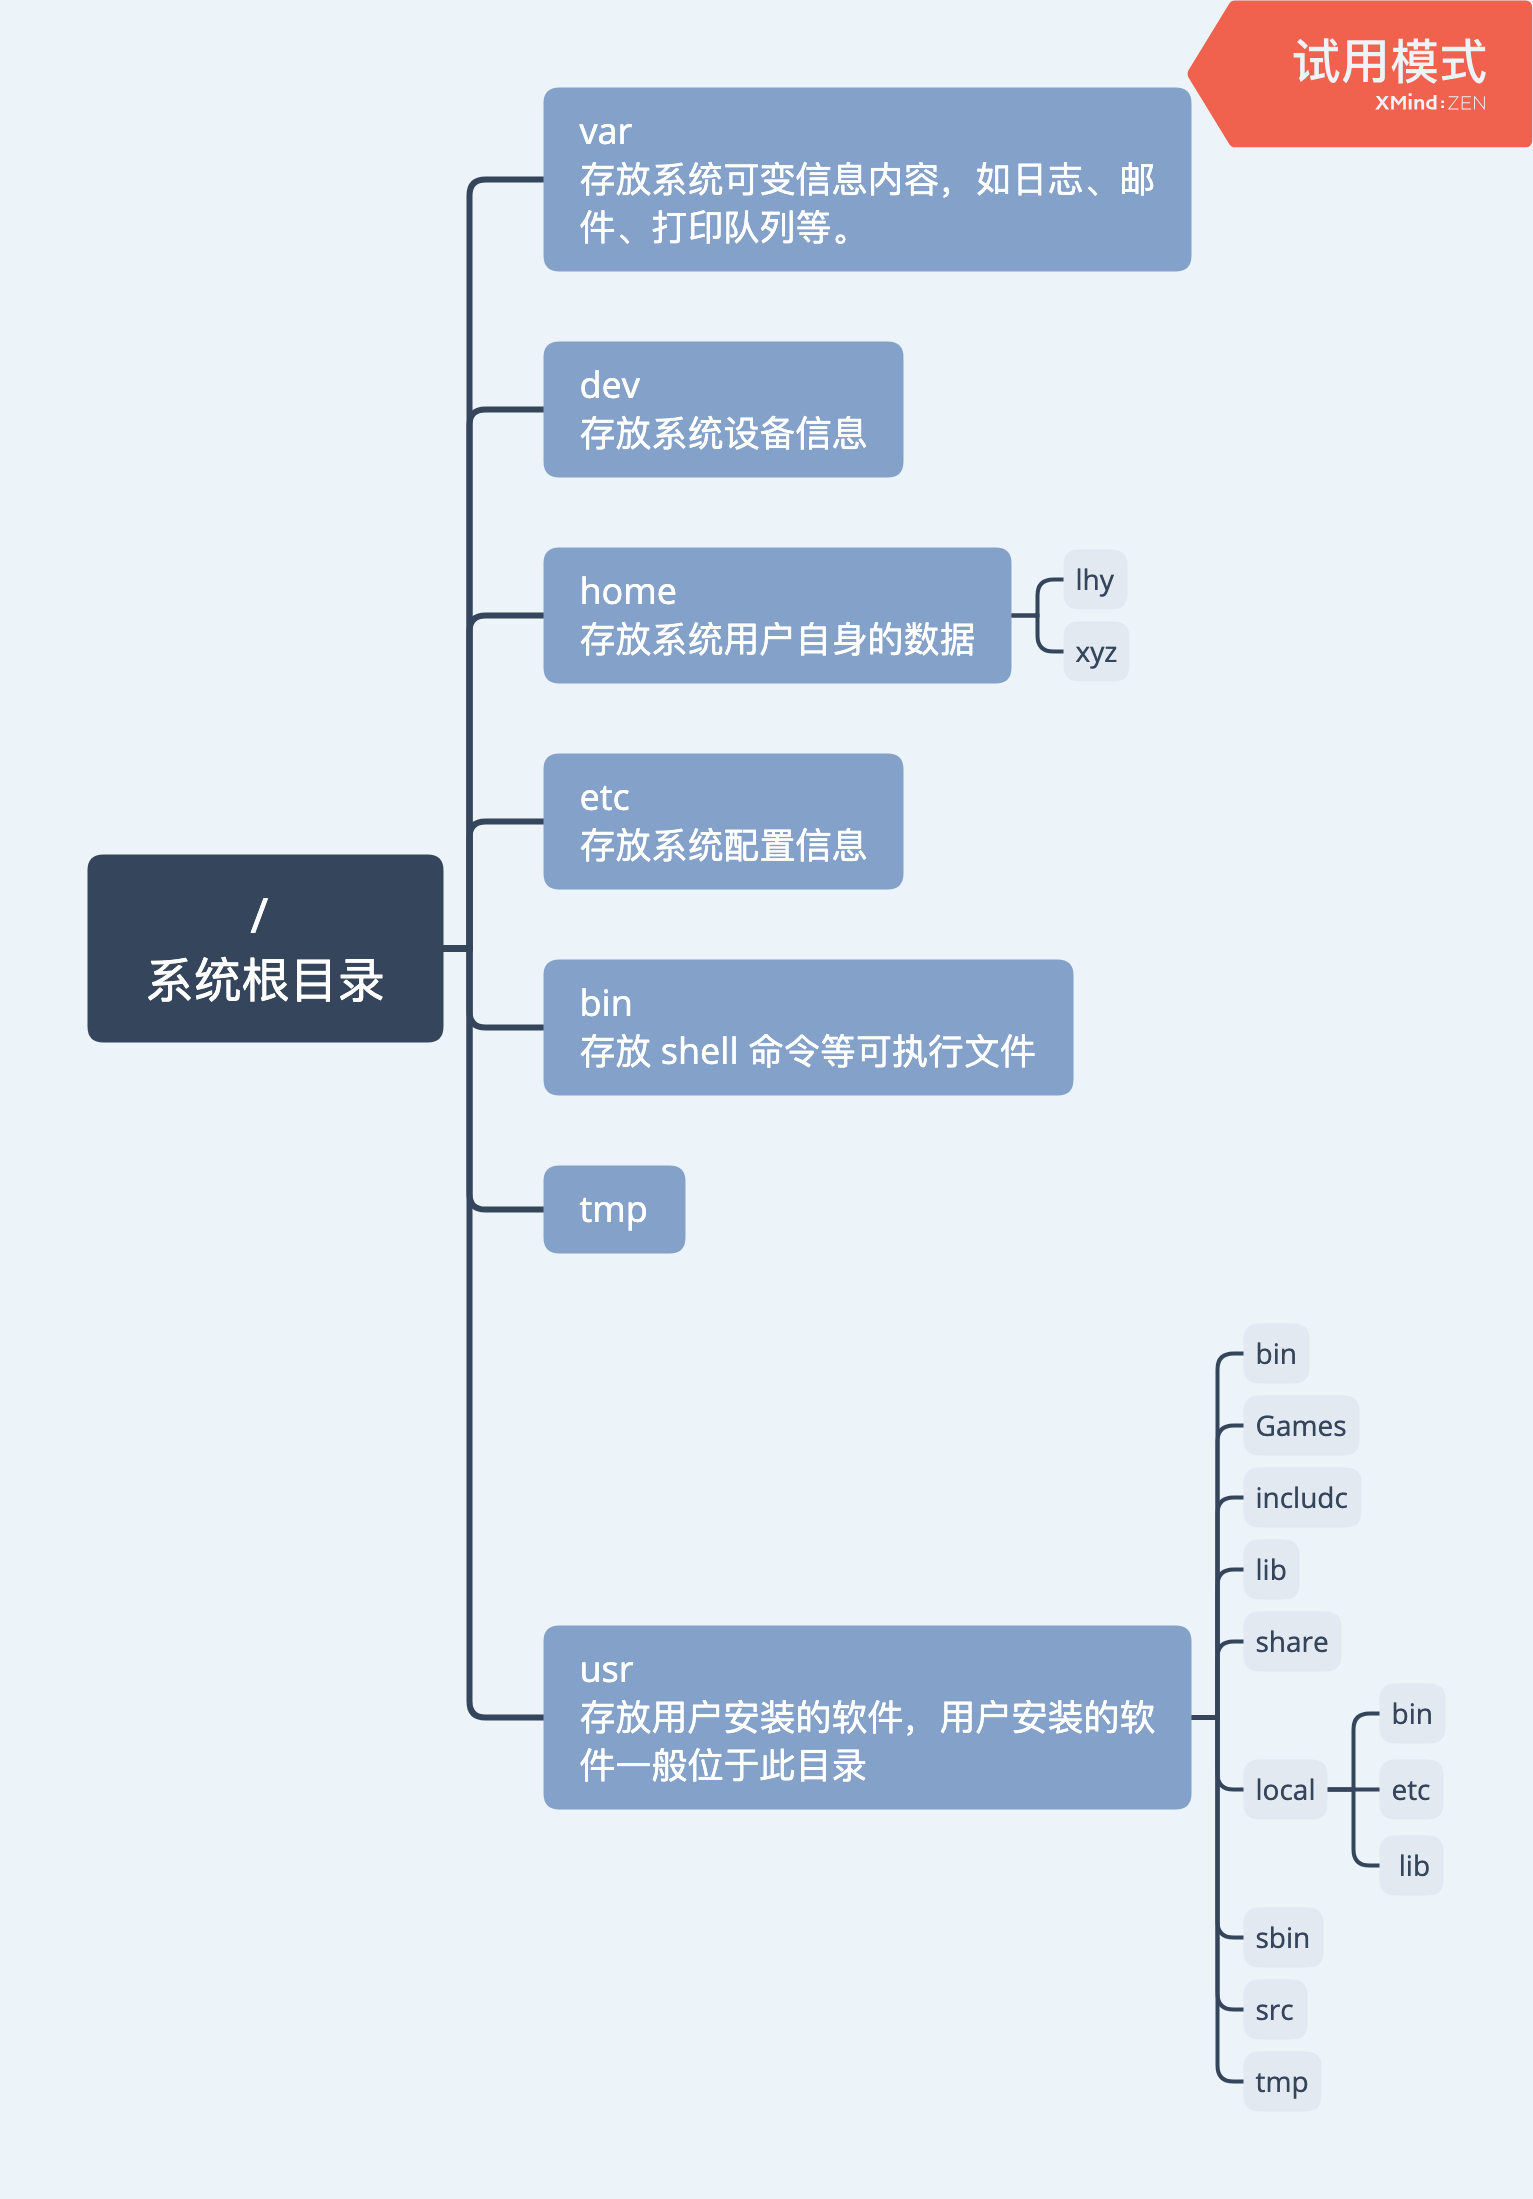 试用模式
XMind:ZEN
var
存放系统可变信息内容，如日志、邮
件、打印队列等。
dev
存放系统设备信息
home
存放系统用户自身的数据
lhy
xyz
etc
存放系统配置信息
/
系统根目录
bin
存放 shell 命令等可执行文件
tmp
usr
存放用户安装的软件，用户安装的软
件一般位于此目录
bin
Games
includc
lib
share
local
bin
etc
lib
sbin
src
tmp